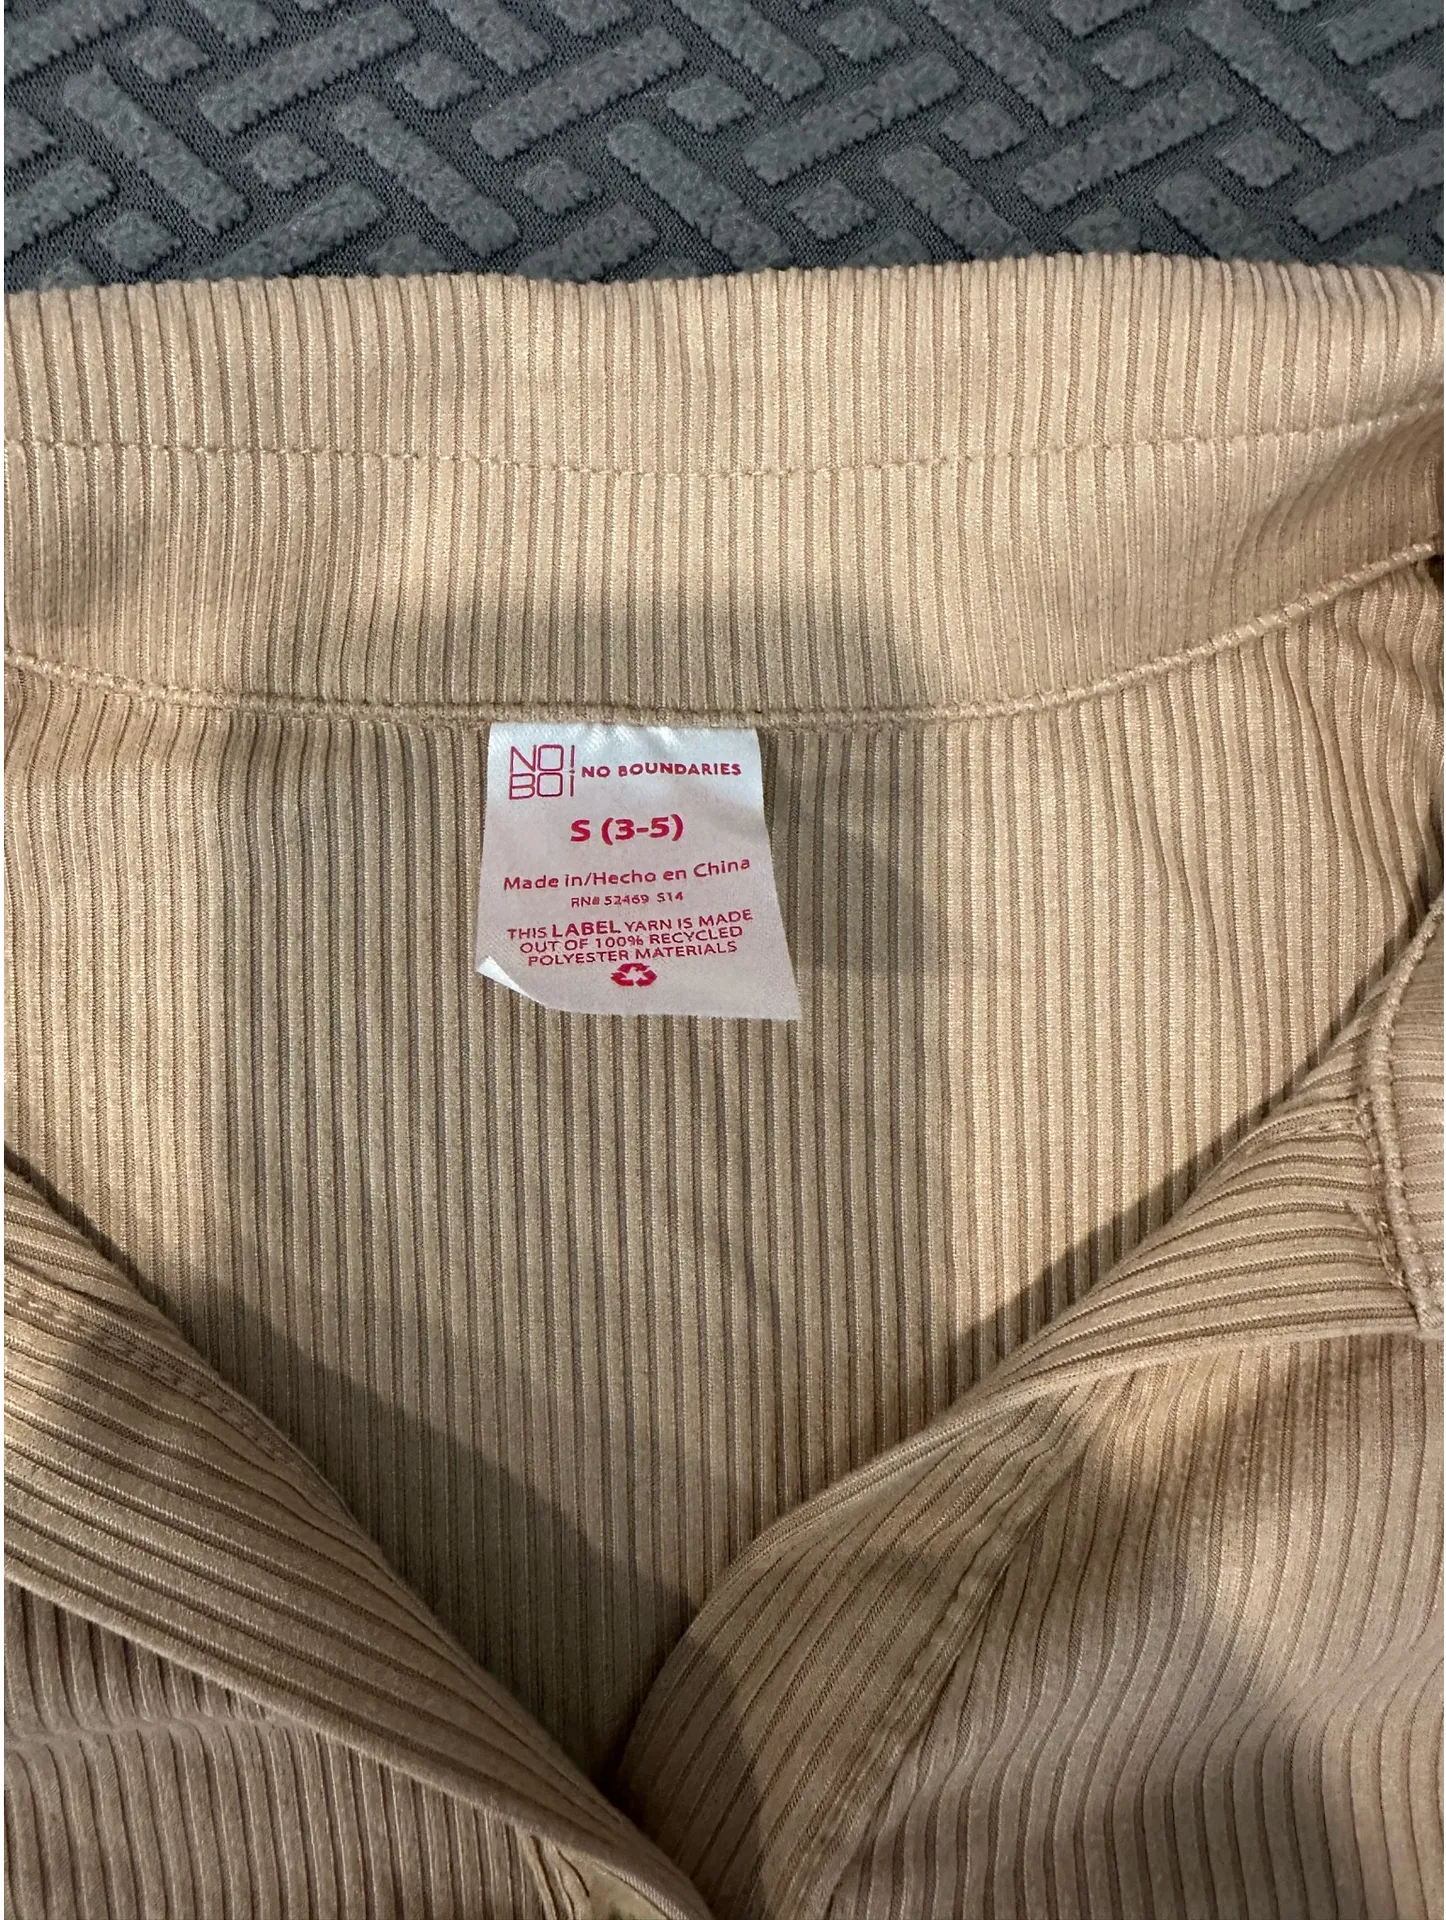 NO
BO
NO BOUNDARIES
S (3-5)
Made in/Hecho en China
RN# 52469 S14
THIS LABEL YARN IS MADE
OUT OF 100% RECYCLED
POLYESTER MATERIALS